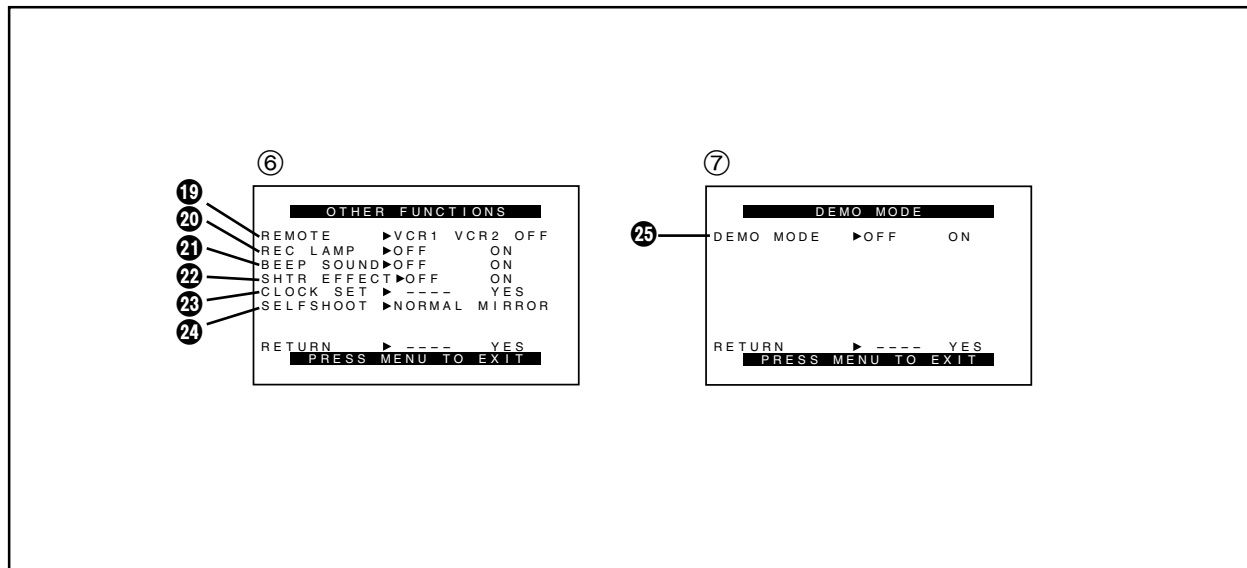 ⑥
OTHER FUNCTIONS
⓳ REMOTE ▶VCR1 VCR2 OFF
⓴ REC LAMP ▶OFF ON
㉑ BEEP SOUND▶OFF ON
㉒ SHTR EFFECT▶OFF ON
㉓ CLOCK SET ▶ ---- YES
㉔ SELFSHOOT ▶NORMAL MIRROR
RETURN ▶ ---- YES
PRESS MENU TO EXIT
⑦
DEMO MODE
㉕ DEMO MODE ▶OFF ON
RETURN ▶ ---- YES
PRESS MENU TO EXIT